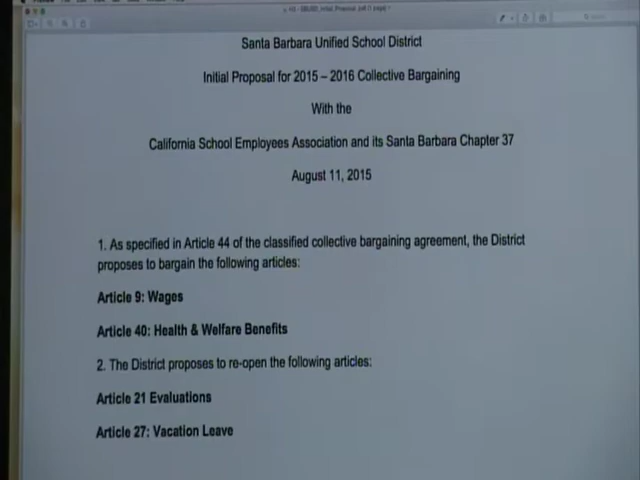 Santa Barbara Unified School District
Initial Proposal for 2015 – 2016 Collective Bargaining
With the
California School Employees Association and its Santa Barbara Chapter 37
August 11, 2015
1. As specified in Article 44 of the classified collective bargaining agreement, the District
proposes to bargain the following articles:
Article 9: Wages
Article 40: Health & Welfare Benefits
2. The District proposes to re-open the following articles:
Article 21 Evaluations
Article 27: Vacation Leave